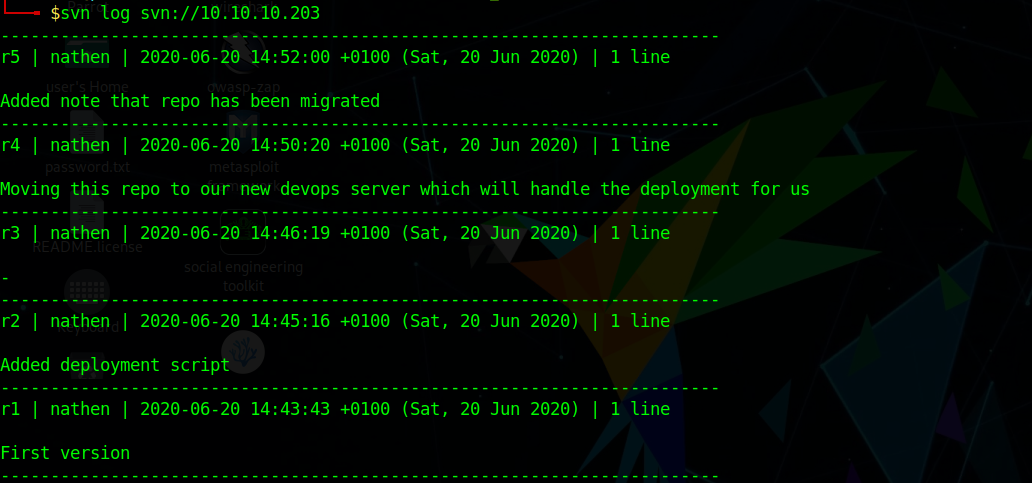 $svn log svn://10.10.10.203
------------------------------------------------------------------------
r5 | nathen | 2020-06-20 14:52:00 +0100 (Sat, 20 Jun 2020) | 1 line
user's Home
owasp-zap
Added note that repo has been migrated
------------------------------------------------------------------------
r4 | nathen | 2020-06-20 14:50:20 +0100 (Sat, 20 Jun 2020) | 1 line
password.txt
metasploit
Moving this repo to our new devops server which will handle the deployment for us
------------------------------------------------------------------------
r3 | nathen | 2020-06-20 14:46:19 +0100 (Sat, 20 Jun 2020) | 1 line
README.license
social engineering
toolkit
-
------------------------------------------------------------------------
r2 | nathen | 2020-06-20 14:45:16 +0100 (Sat, 20 Jun 2020) | 1 line
Added deployment script
------------------------------------------------------------------------
r1 | nathen | 2020-06-20 14:43:43 +0100 (Sat, 20 Jun 2020) | 1 line
First version
------------------------------------------------------------------------